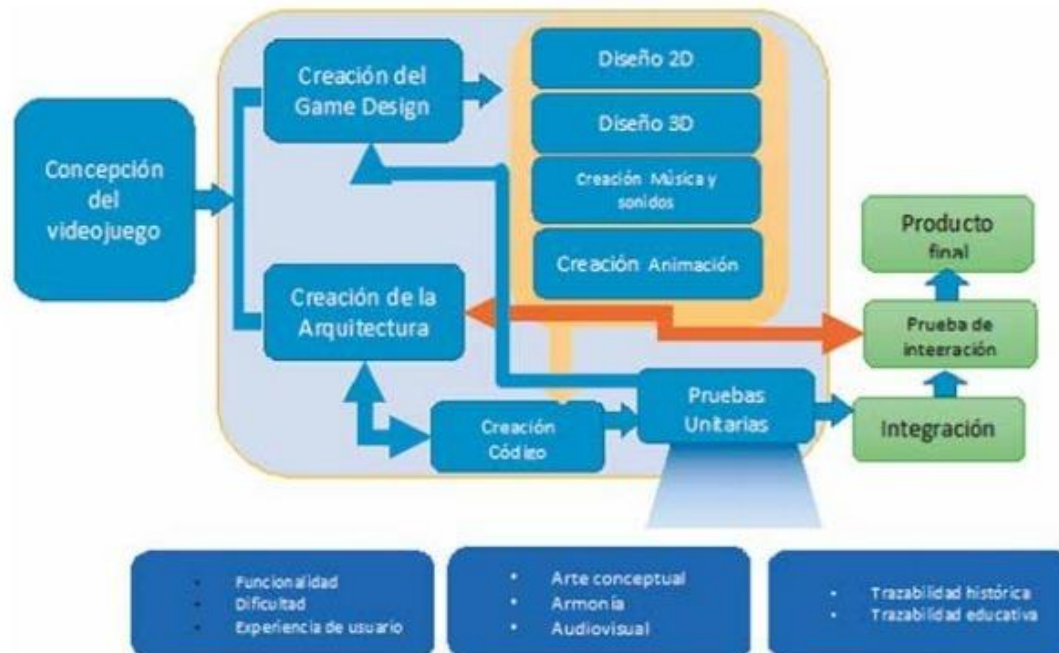 Concepción
del
videojuego
Creación del
Game Design
Diseño 2D
Diseño 3D
Creación Música y
sonidos
Creación Animación
Creación de la
Arquitectura
Creación
Código
Pruebas
Unitarias
Producto
final
Prueba de
integración
Integración
Funcionalidad
Dificultad
Experiencia de usuario
Arte conceptual
Armonía
Audiovisual
Trazabilidad histórica
Trazabilidad educativa